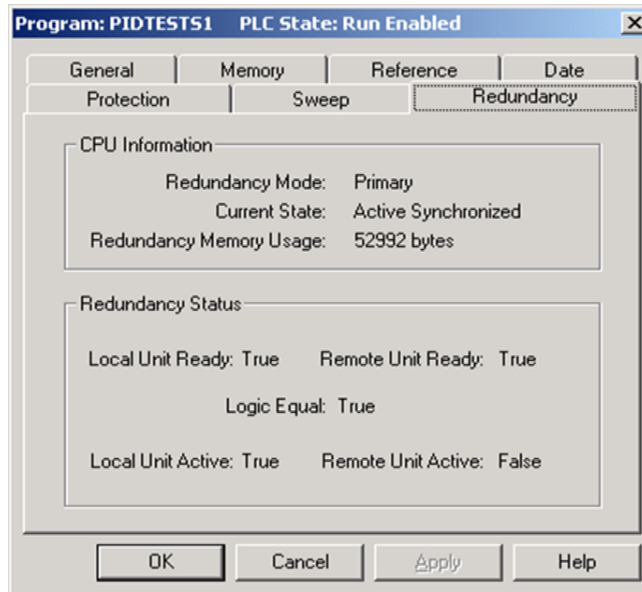 Program: PIDTESTS1 PLC State: Run Enabled
General Memory Reference Date
Protection Sweep Redundancy
CPU Information
Redundancy Mode: Primary
Current State: Active Synchronized
Redundancy Memory Usage: 52992 bytes
Redundancy Status
Local Unit Ready: True Remote Unit Ready: True
Logic Equal: True
Local Unit Active: True Remote Unit Active: False
OK Cancel Apply Help